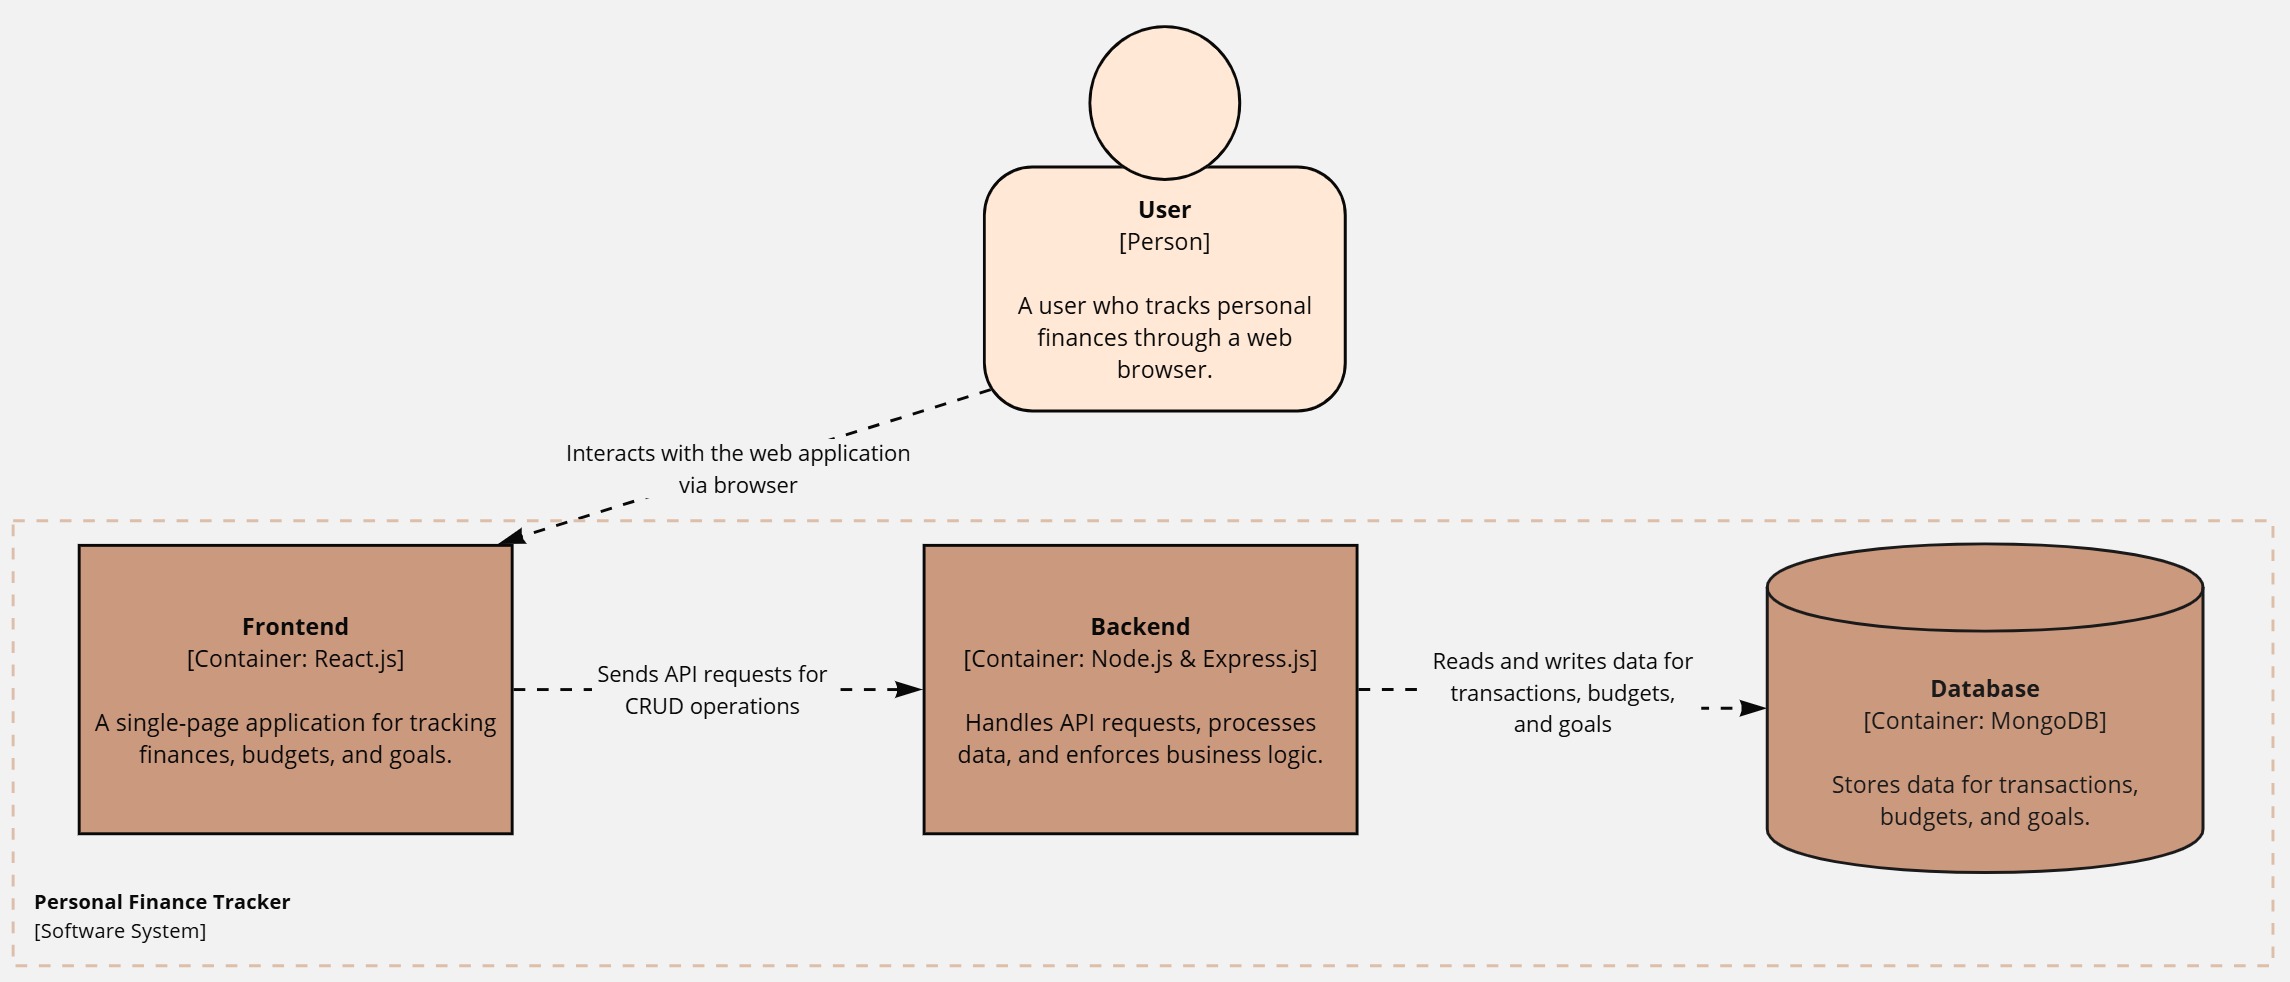 User
[Person]
A user who tracks personal
finances through a web
browser.
Interacts with the web application
via browser
Frontend
[Container: React.js]
A single-page application for tracking
finances, budgets, and goals.
Sends API requests for
CRUD operations
Backend
[Container: Node.js & Express.js]
Handles API requests, processes
data, and enforces business logic.
Reads and writes data for
transactions, budgets,
and goals
Database
[Container: MongoDB]
Stores data for transactions,
budgets, and goals.
Personal Finance Tracker
[Software System]